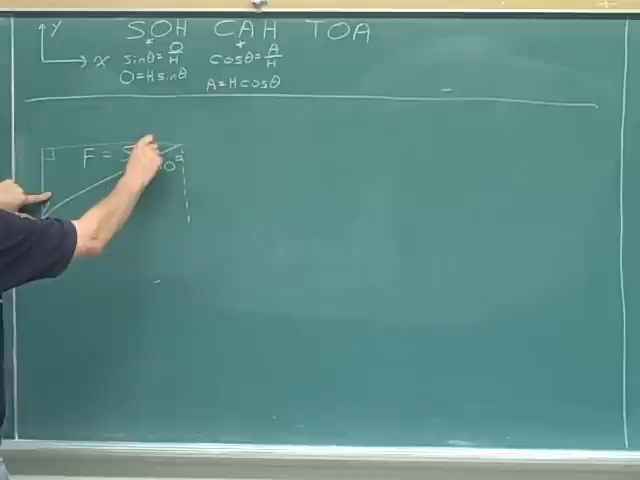 Y SOH CAH TOA
X sinθ = O/H cosθ = A/H
O = H sinθ A = H cosθ
F =